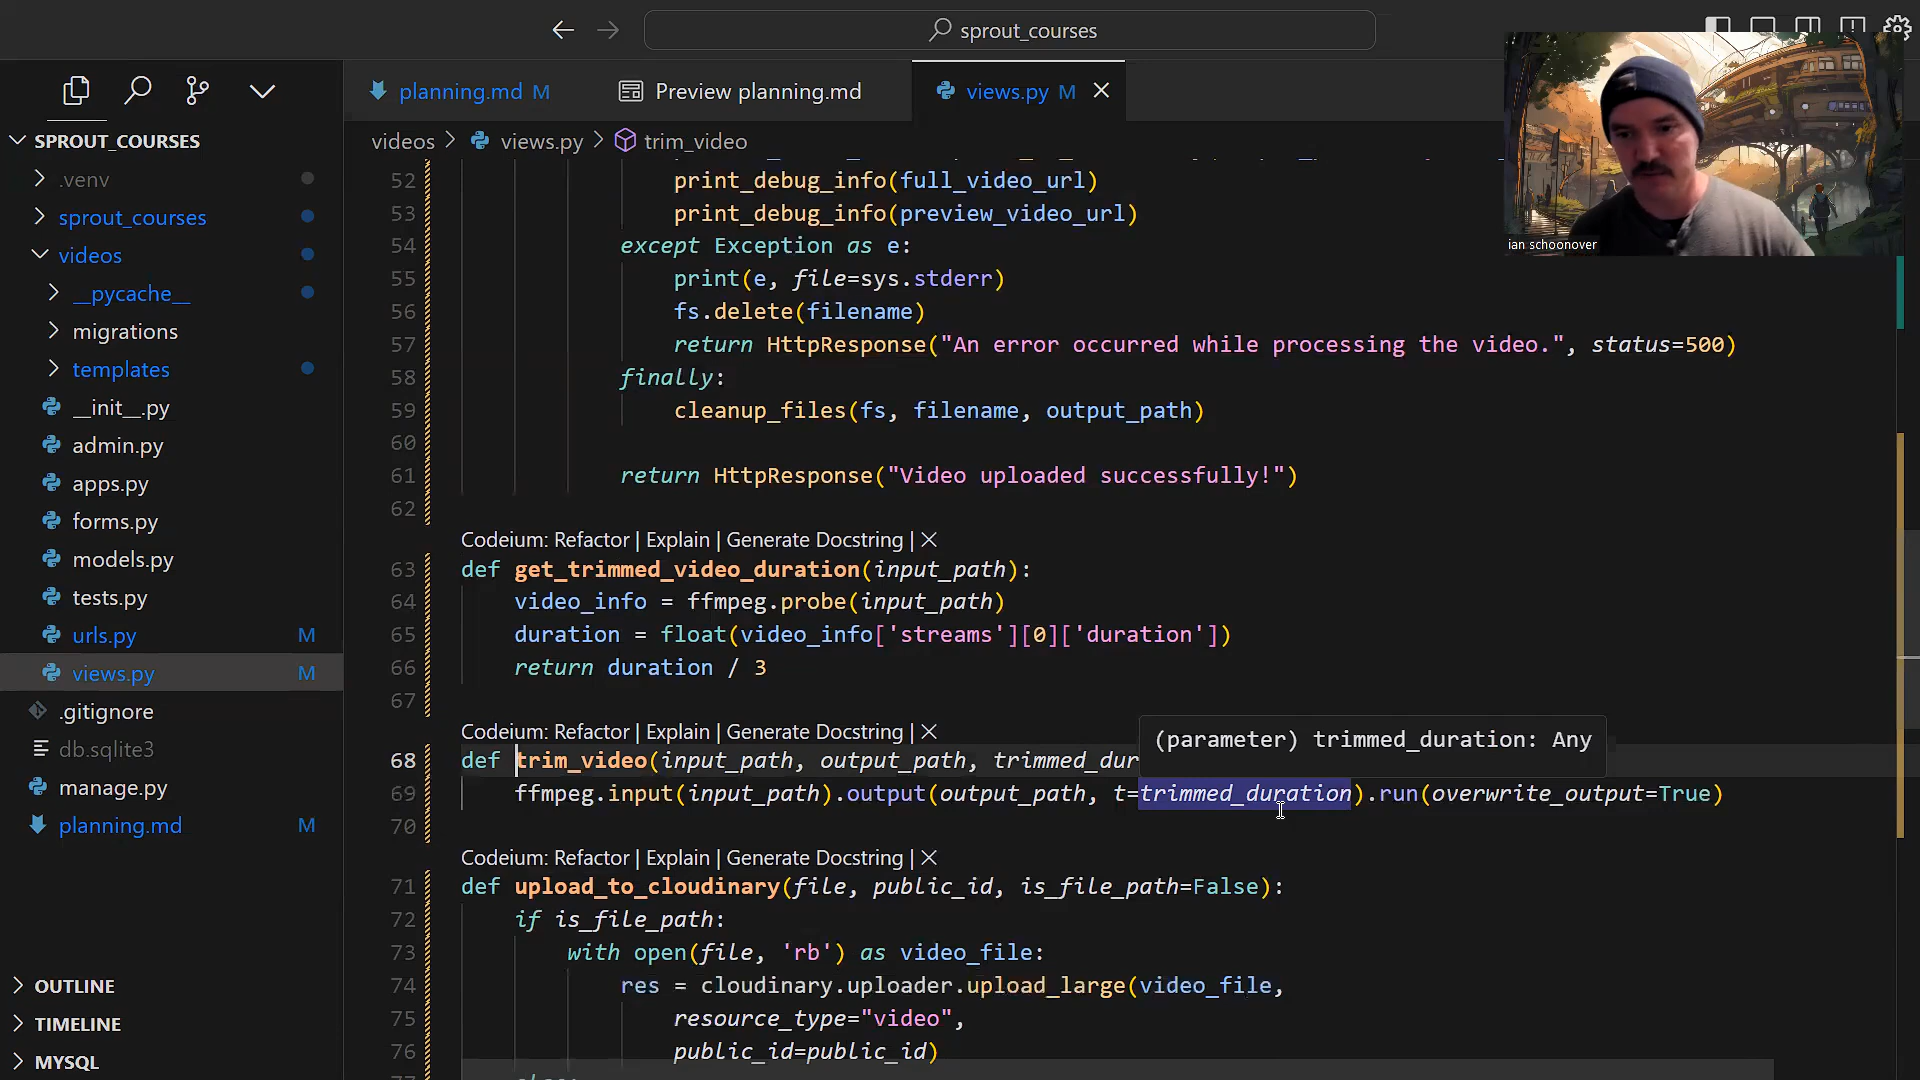 sprout_courses
planning.md M
Preview planning.md
views.py M
ian schoonover
SPROUT_COURSES
.venv
sprout_courses
videos
__pycache__
migrations
templates
__init__.py
admin.py
apps.py
forms.py
models.py
tests.py
urls.py M
views.py M
.gitignore
db.sqlite3
manage.py
planning.md M
OUTLINE
TIMELINE
MYSQL
videos > views.py > trim_video
52 print_debug_info(full_video_url)
53 print_debug_info(preview_video_url)
54 except Exception as e:
55 print(e, file=sys.stderr)
56 fs.delete(filename)
57 return HttpResponse("An error occurred while processing the video.", status=500)
58 finally:
59 cleanup_files(fs, filename, output_path)
60
61 return HttpResponse("Video uploaded successfully!")
62
Codeium: Refactor | Explain | Generate Docstring | ×
63 def get_trimmed_video_duration(input_path):
64 video_info = ffmpeg.probe(input_path)
65 duration = float(video_info['streams'][0]['duration'])
66 return duration / 3
67
Codeium: Refactor | Explain | Generate Docstring | ×
(parameter) trimmed_duration: Any
68 def trim_video(input_path, output_path, trimmed_dur
69 ffmpeg.input(input_path).output(output_path, t=trimmed_duration).run(overwrite_output=True)
70
Codeium: Refactor | Explain | Generate Docstring | ×
71 def upload_to_cloudinary(file, public_id, is_file_path=False):
72 if is_file_path:
73 with open(file, 'rb') as video_file:
74 res = cloudinary.uploader.upload_large(video_file,
75 resource_type="video",
76 public_id=public_id)